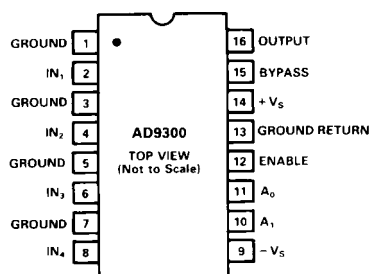 GROUND 1
IN₁ 2
GROUND 3
IN₂ 4
GROUND 5
IN₃ 6
GROUND 7
IN₄ 8
AD9300
TOP VIEW
(Not to Scale)
16 OUTPUT
15 BYPASS
14 +Vₛ
13 GROUND RETURN
12 ENABLE
11 A₀
10 A₁
9 −Vₛ